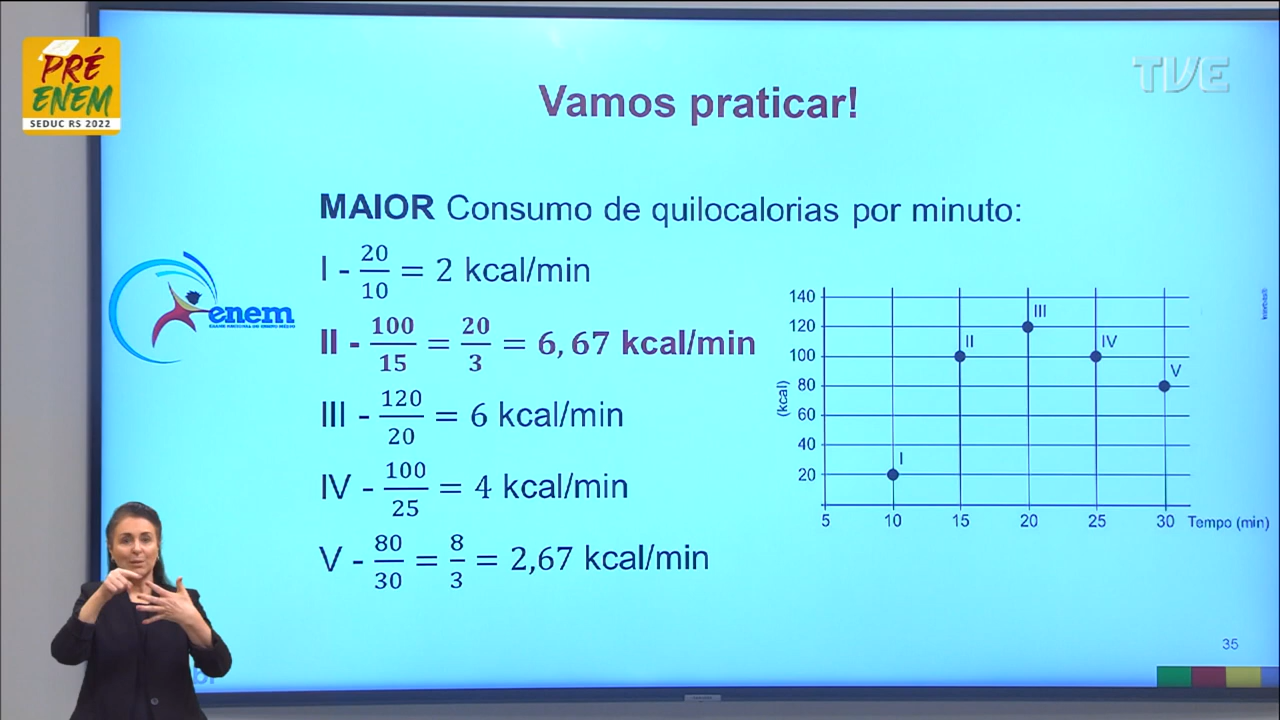 PRÉ
ENEM
SEDUC RS 2022
TVE
Vamos praticar!
MAIOR Consumo de quilocalorias por minuto:
I - 20/10 = 2 kcal/min
II - 100/15 = 20/3 = 6,67 kcal/min
III - 120/20 = 6 kcal/min
IV - 100/25 = 4 kcal/min
V - 80/30 = 8/3 = 2,67 kcal/min
enem
EXAME NACIONAL DO ENSINO MÉDIO
(kcal)
140
120
100
80
60
40
20
I
II
III
IV
V
5 10 15 20 25 30 Tempo (min)
35